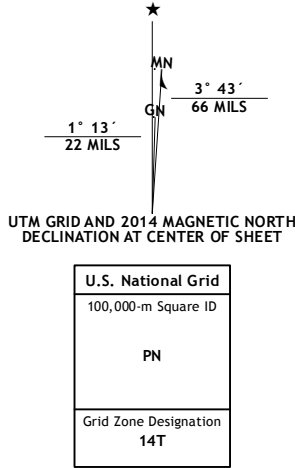 ★
MN
3° 43´
66 MILS
GN
1° 13´
22 MILS
UTM GRID AND 2014 MAGNETIC NORTH
DECLINATION AT CENTER OF SHEET
U.S. National Grid
100,000-m Square ID
PN
Grid Zone Designation
14T